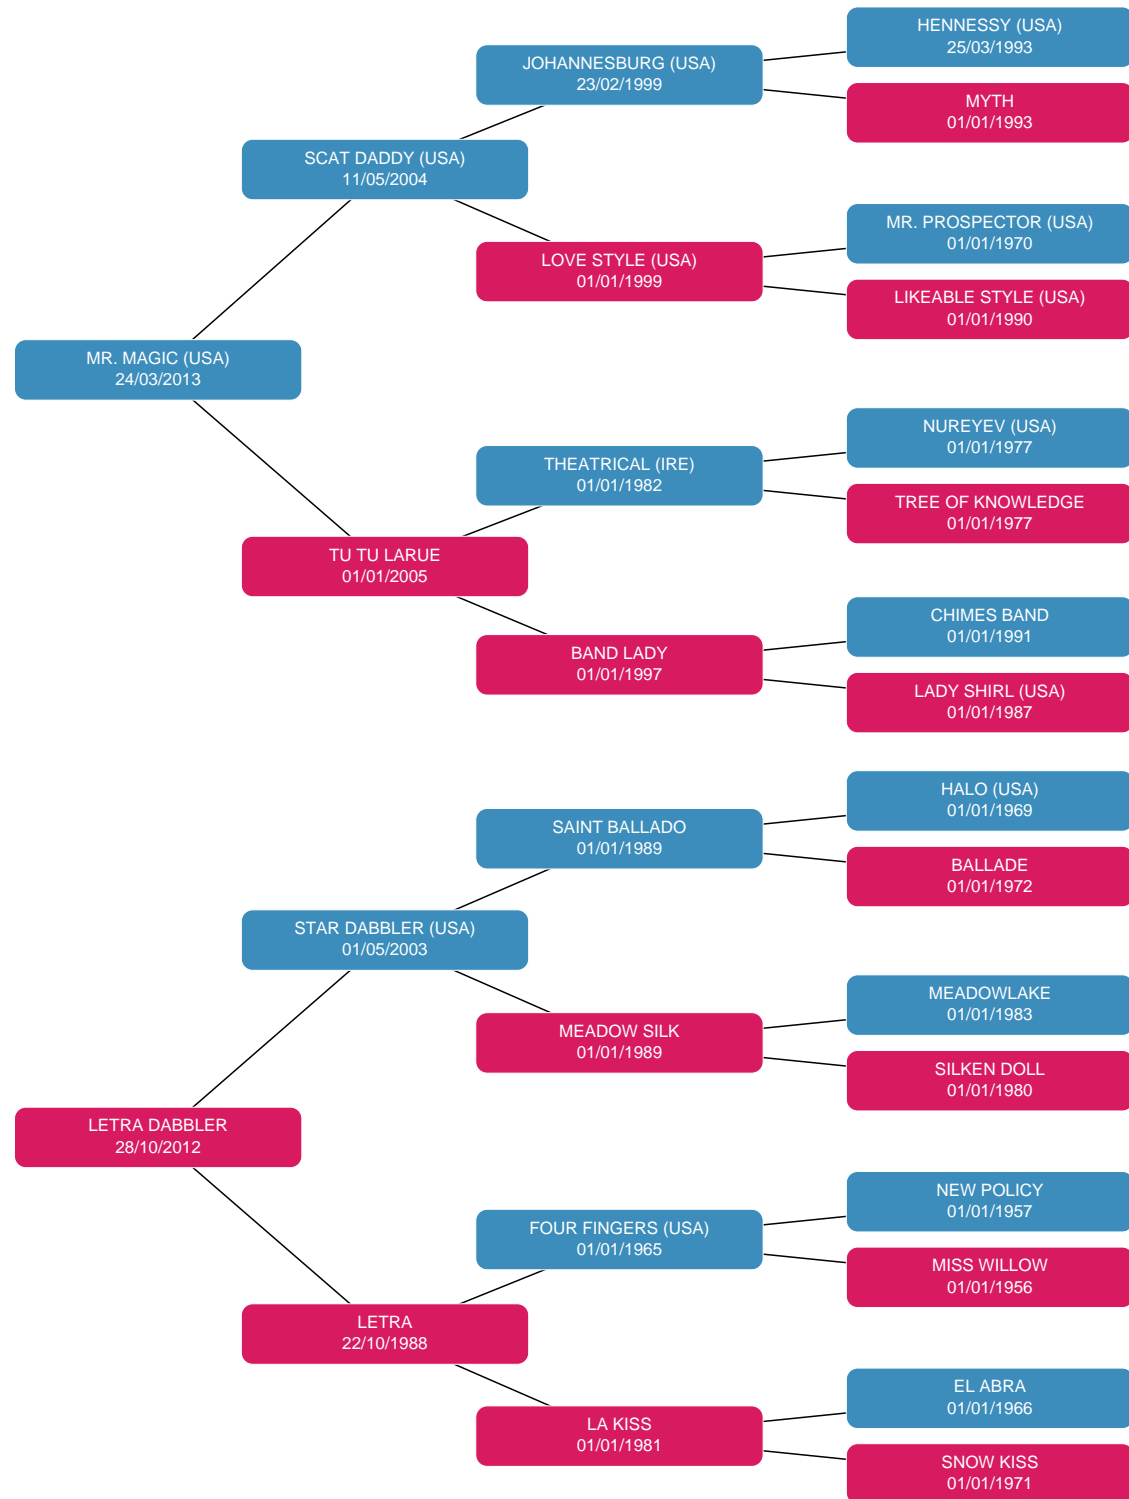 HENNESSY (USA)
25/03/1993
JOHANNESBURG (USA)
23/02/1999
MYTH
01/01/1993
SCAT DADDY (USA)
11/05/2004
MR. PROSPECTOR (USA)
01/01/1970
LOVE STYLE (USA)
01/01/1999
LIKEABLE STYLE (USA)
01/01/1990
MR. MAGIC (USA)
24/03/2013
NUREYEV (USA)
01/01/1977
THEATRICAL (IRE)
01/01/1982
TREE OF KNOWLEDGE
01/01/1977
TU TU LARUE
01/01/2005
CHIMES BAND
01/01/1991
BAND LADY
01/01/1997
LADY SHIRL (USA)
01/01/1987
HALO (USA)
01/01/1969
SAINT BALLADO
01/01/1989
BALLADE
01/01/1972
STAR DABBLER (USA)
01/05/2003
MEADOWLAKE
01/01/1983
MEADOW SILK
01/01/1989
SILKEN DOLL
01/01/1980
LETRA DABBLER
28/10/2012
NEW POLICY
01/01/1957
FOUR FINGERS (USA)
01/01/1965
MISS WILLOW
01/01/1956
LETRA
22/10/1988
EL ABRA
01/01/1966
LA KISS
01/01/1981
SNOW KISS
01/01/1971